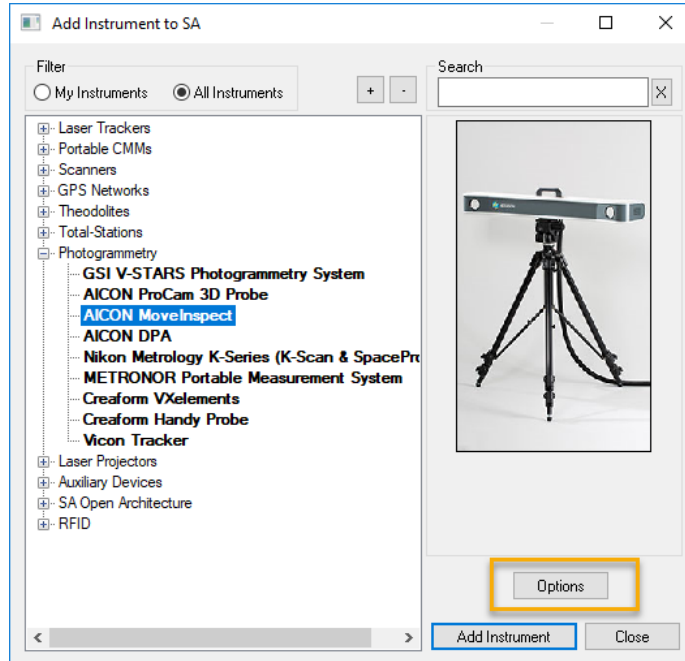 Add Instrument to SA
Filter
My Instruments
All Instruments
+
-
Search
X
Laser Trackers
Portable CMMs
Scanners
GPS Networks
Theodolites
Total-Stations
Photogrammetry
GSI V-STARS Photogrammetry System
AICON ProCam 3D Probe
AICON MoveInspect
AICON DPA
Nikon Metrology K-Series (K-Scan & SpacePro
METRONOR Portable Measurement System
Creaform VXelements
Creaform Handy Probe
Vicon Tracker
Laser Projectors
Auxiliary Devices
SA Open Architecture
RFID
Options
Add Instrument
Close